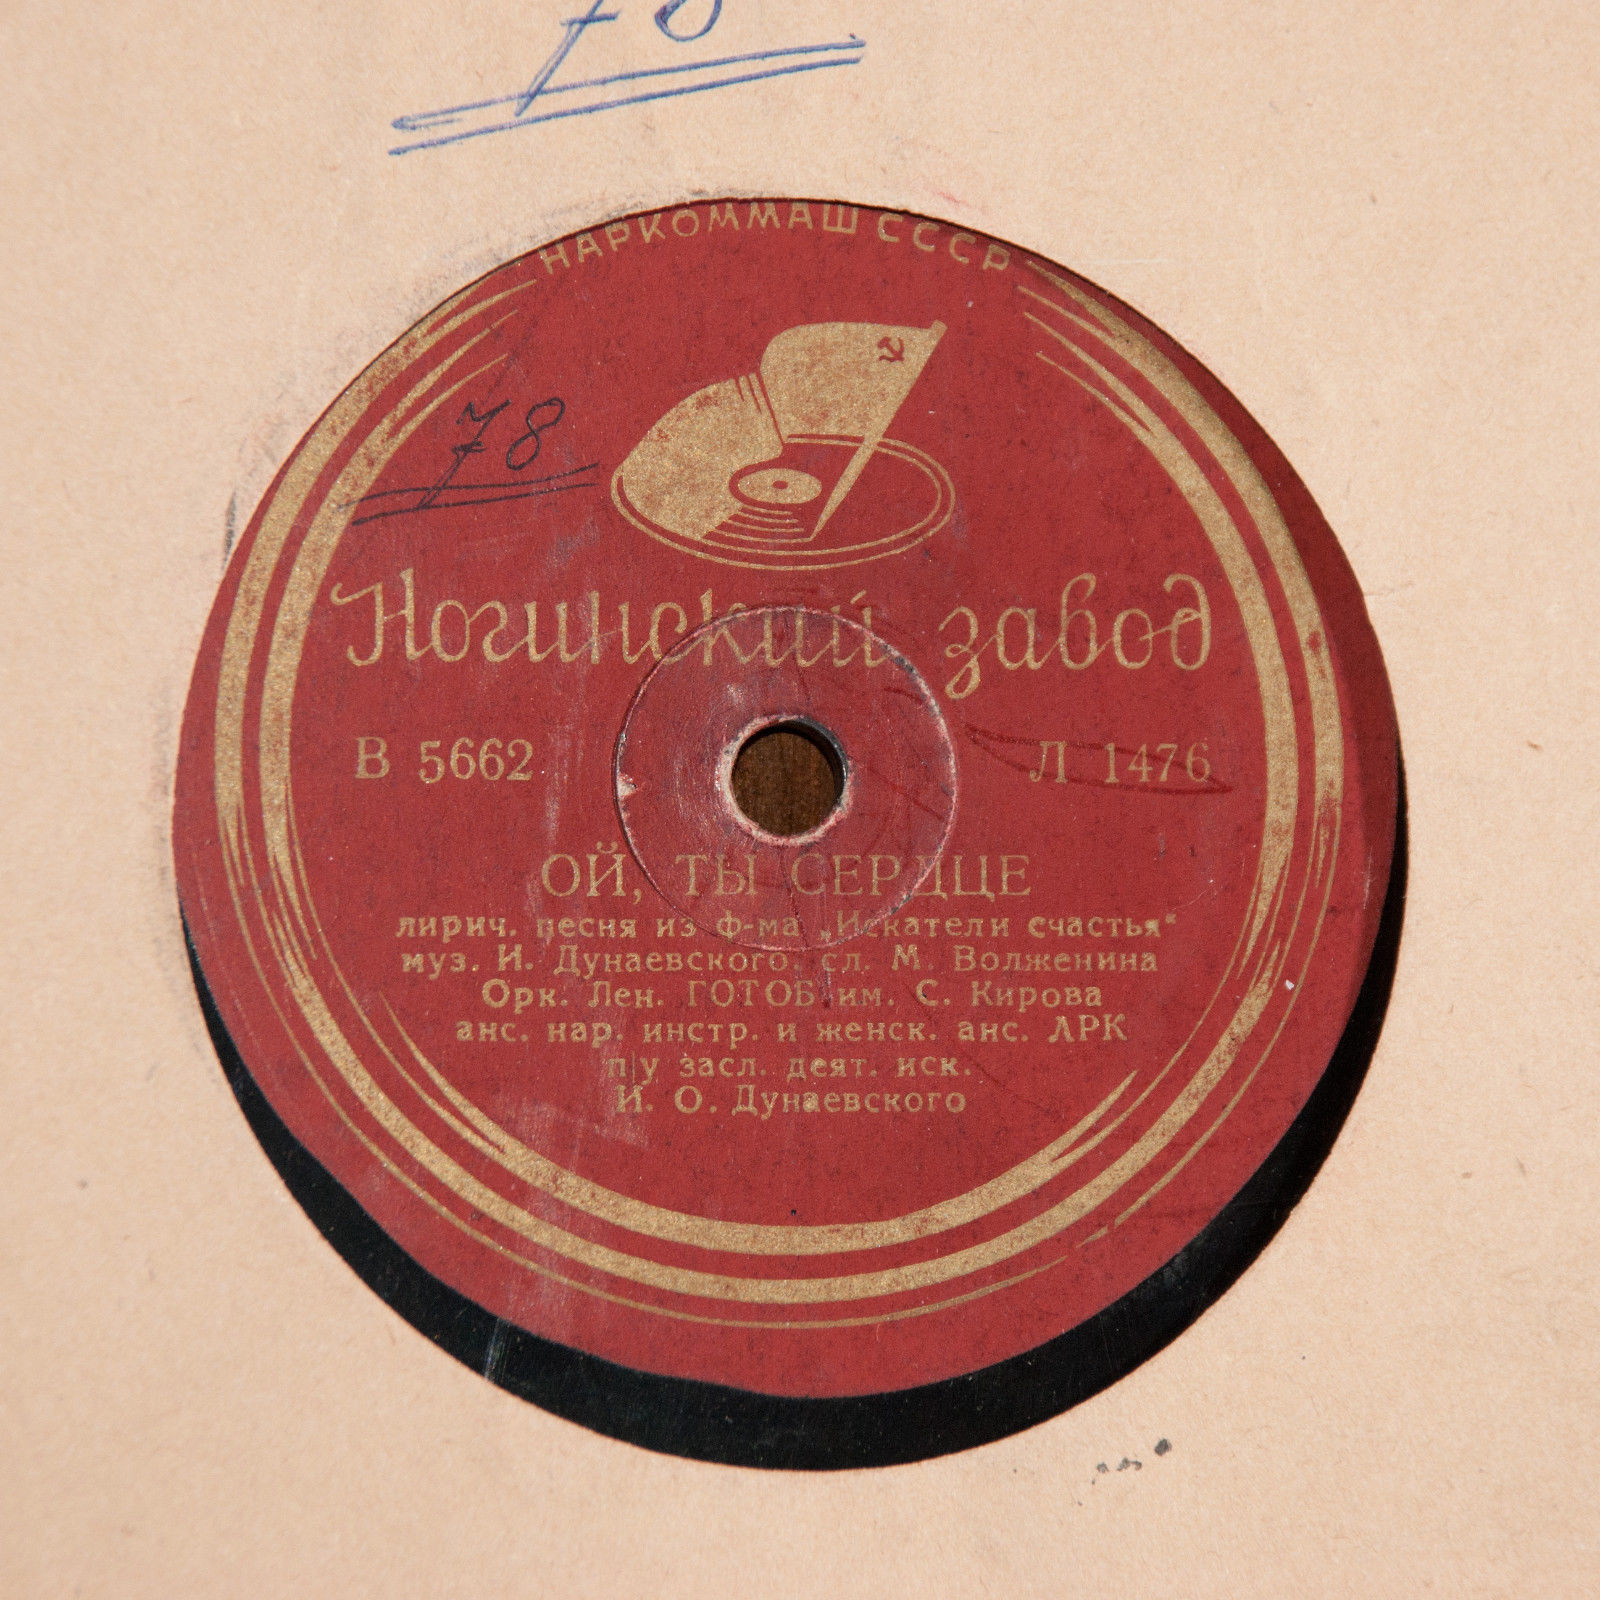 78
НАРКОММАШ СССР
78
Ногинский завод
В 5662 Л 1476
ОЙ, ТЫ СЕРДЦЕ
лирич. песня из ф-ма „Искатели счастья“
муз. И. Дунаевского, сл. М. Волженина
Орк. Лен. ГОТОБ им. С. Кирова
анс. нар. инстр. и женск. анс. ЛРК
п/у засл. деят. иск.
И. О. Дунаевского